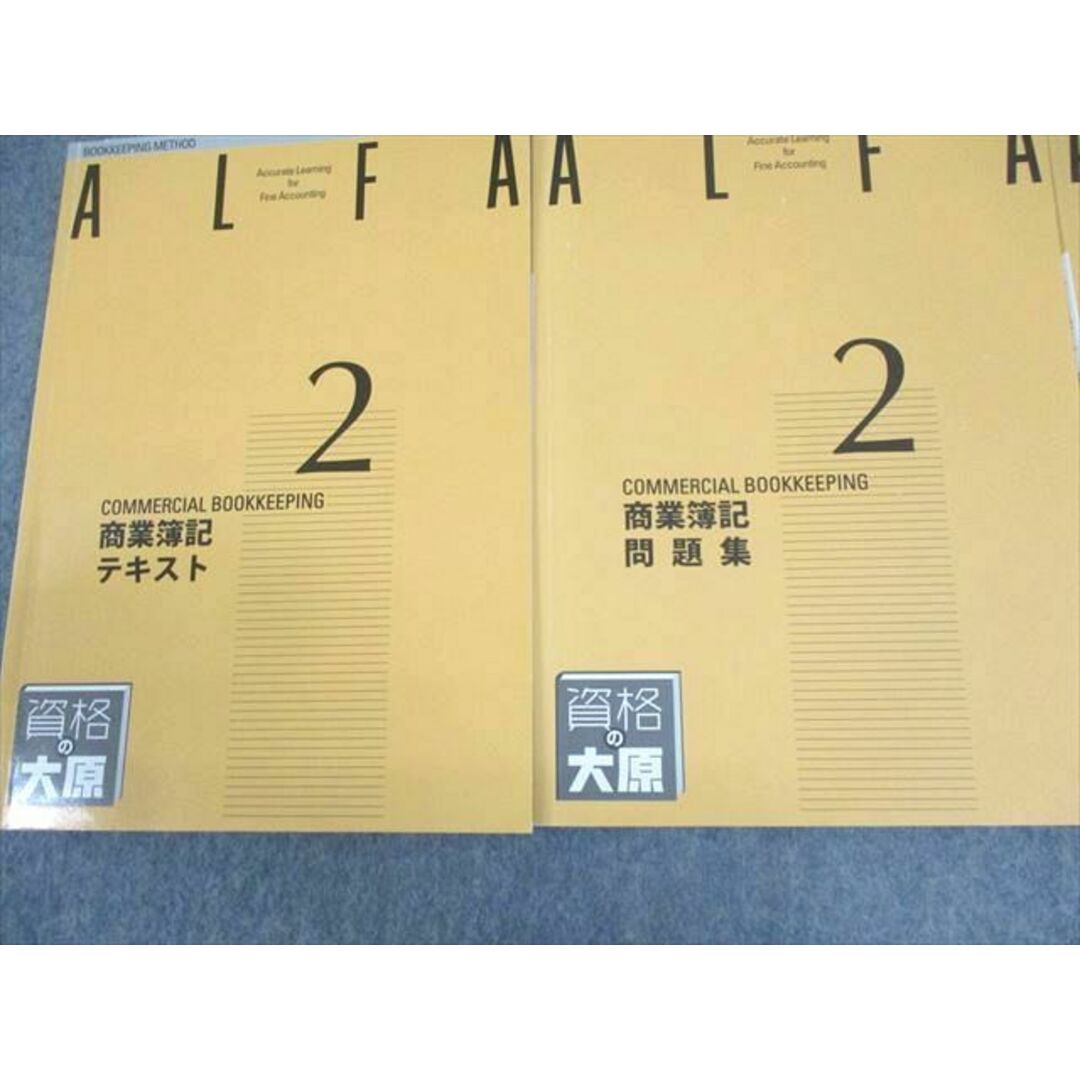 BOOKKEEPING METHOD
A L F A
Accurate Learning
for
Fine Accounting
2
COMMERCIAL BOOKKEEPING
商業簿記
テキスト
資格
の
大原
A L F A
Accurate Learning
for
Fine Accounting
2
COMMERCIAL BOOKKEEPING
商業簿記
問題集
資格
の
大原